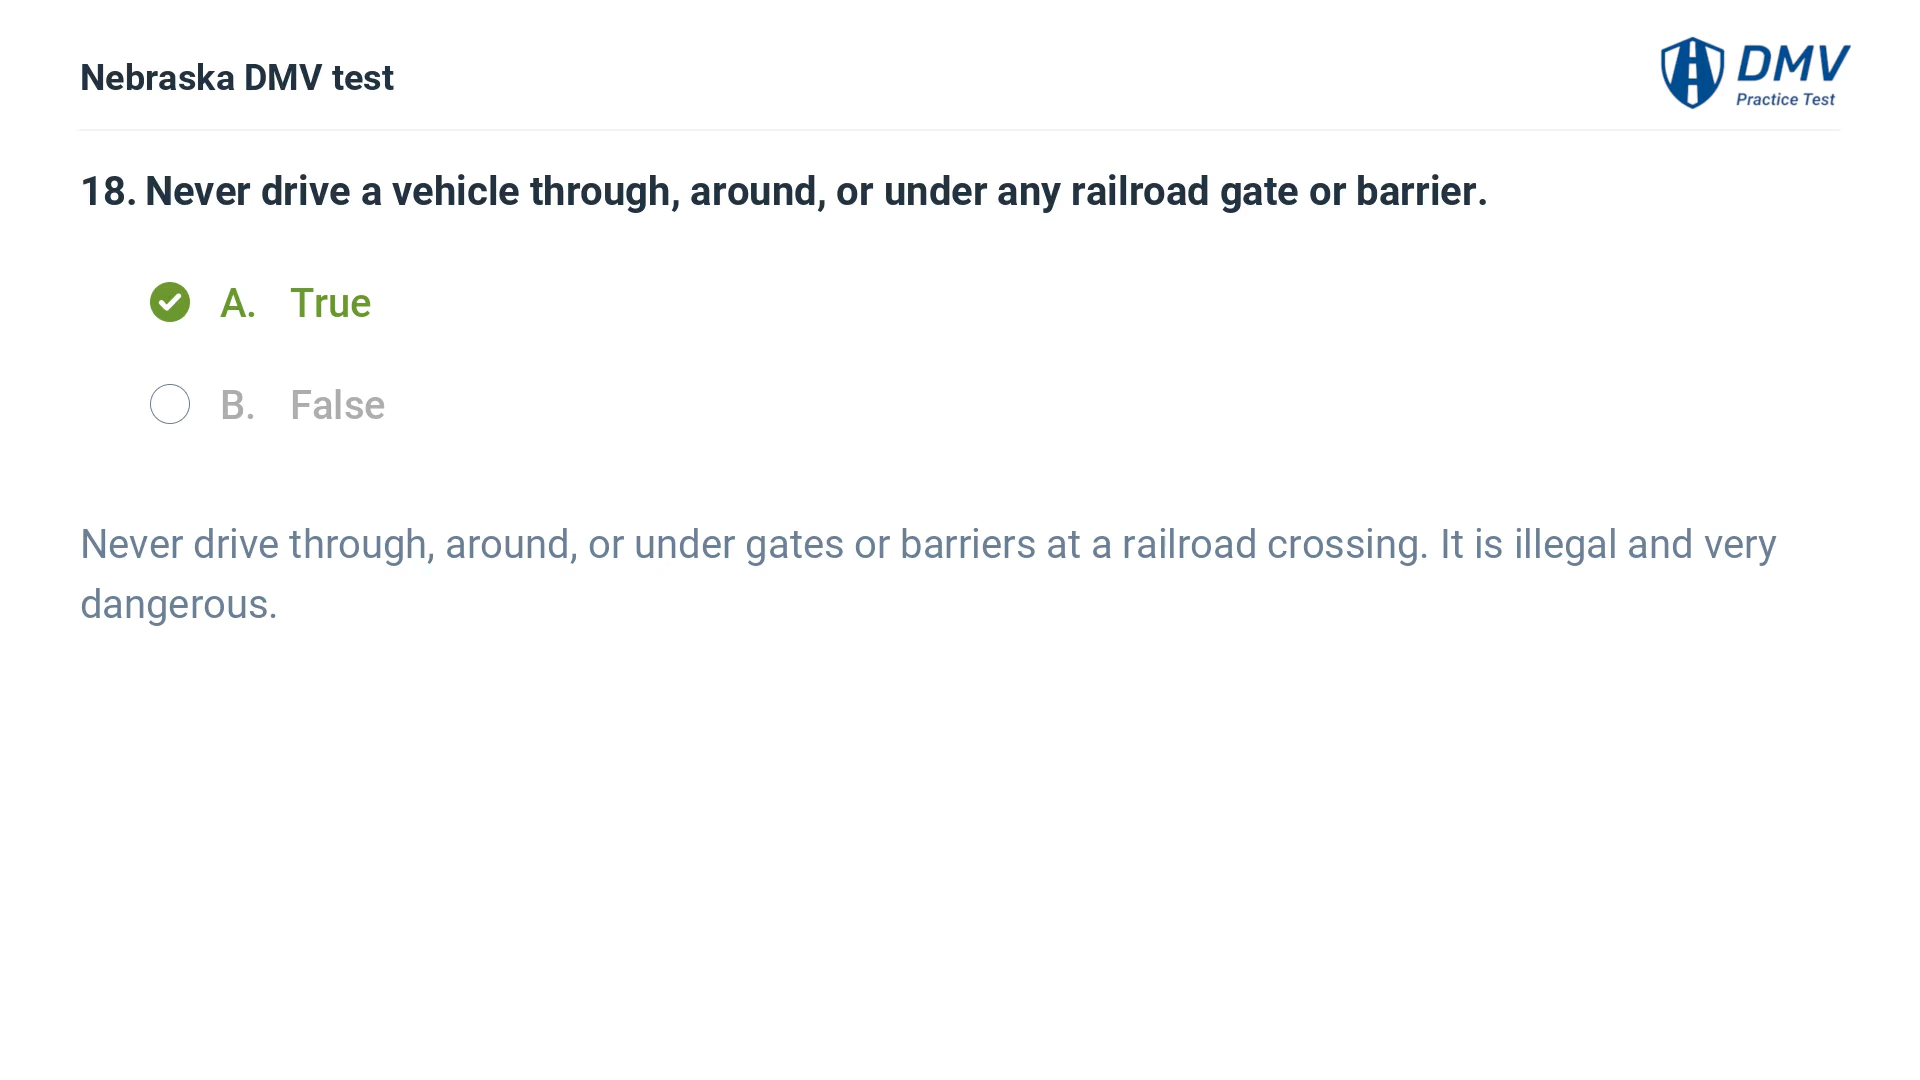 Nebraska DMV test
DMV
Practice Test
18. Never drive a vehicle through, around, or under any railroad gate or barrier.
A. True
B. False
Never drive through, around, or under gates or barriers at a railroad crossing. It is illegal and very
dangerous.